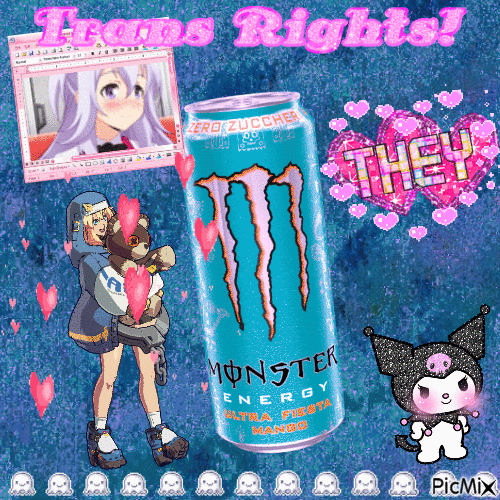 Trans Rights!
ZERO ZUCCHERI
THEY
MONSTER
ENERGY
ULTRA FIESTA
MANGO
PicMix